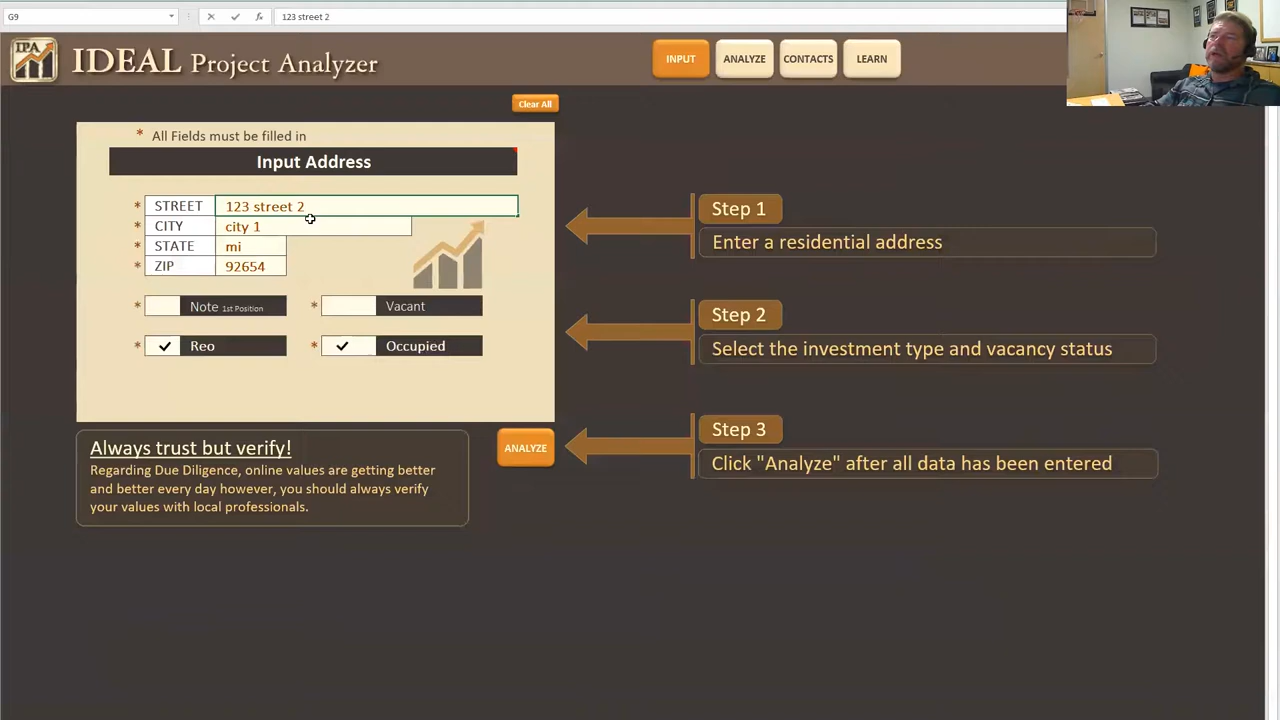 G9
fx
123 street 2
IPA
IDEAL Project Analyzer
INPUT
ANALYZE
CONTACTS
LEARN
Clear All
* All Fields must be filled in
Input Address
* STREET 123 street 2
* CITY city 1
* STATE mi
* ZIP 92654
* Note 1st Position
* Vacant
* Reo
* Occupied
Always trust but verify!
Regarding Due Diligence, online values are getting better
and better every day however, you should always verify
your values with local professionals.
ANALYZE
Step 1
Enter a residential address
Step 2
Select the investment type and vacancy status
Step 3
Click "Analyze" after all data has been entered